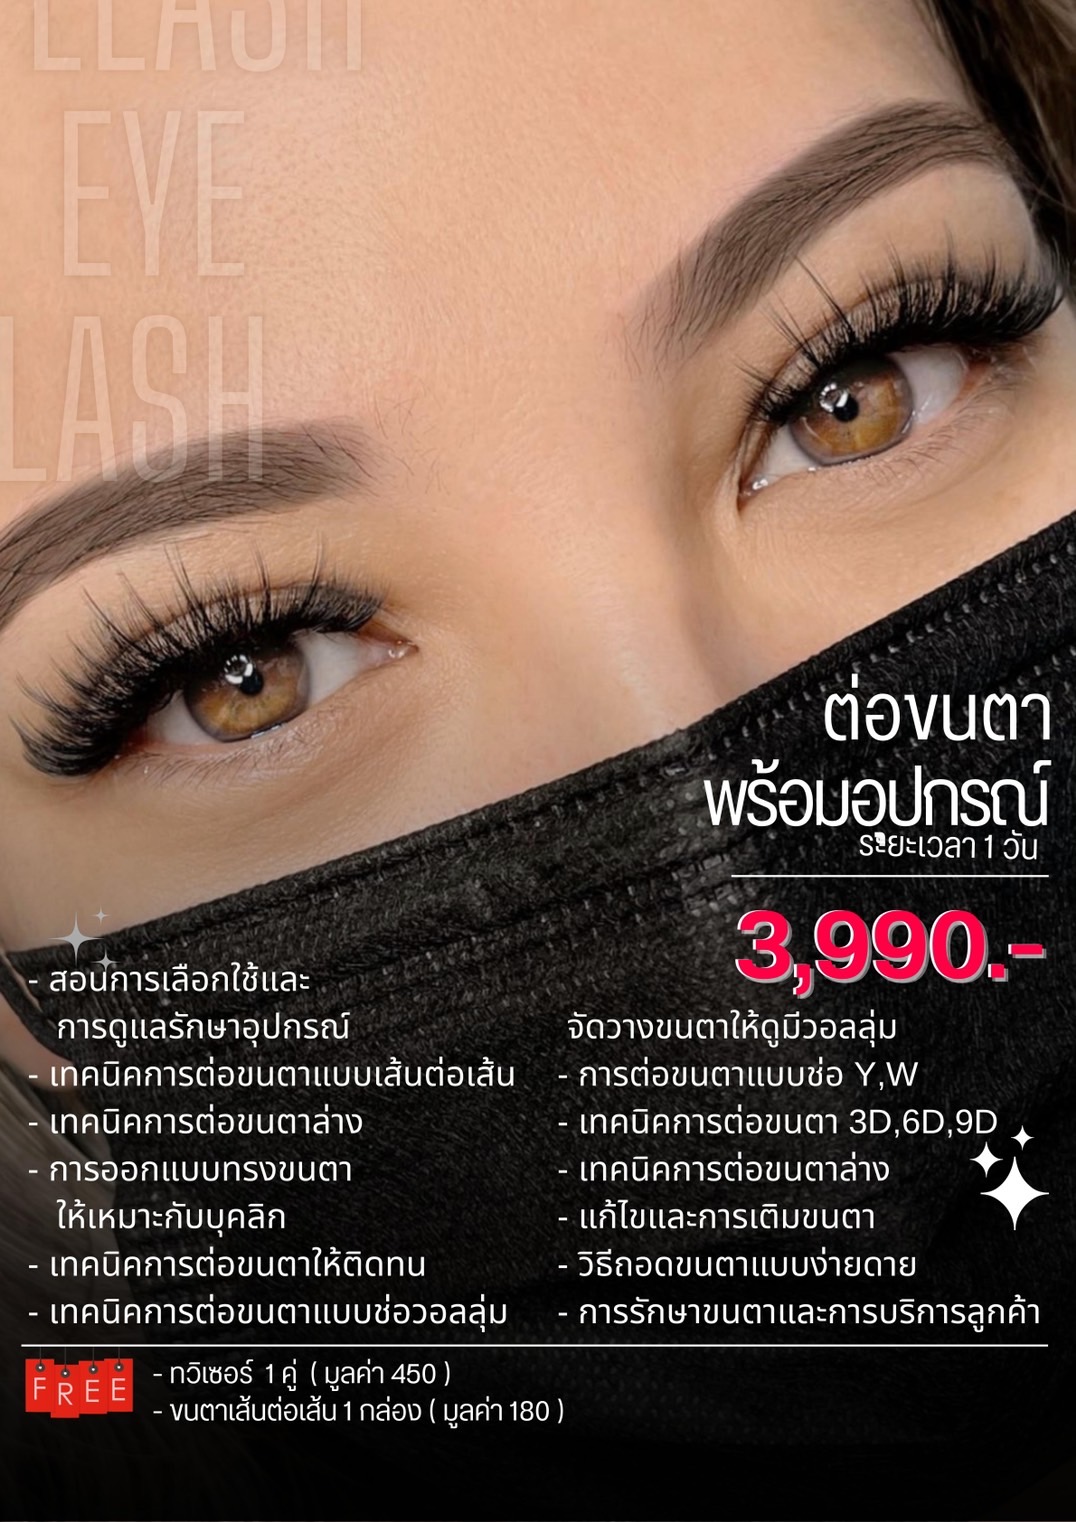 LASH
EYE
LASH
ต่อขนตา
พร้อมอุปกรณ์
ระยะเวลา 1 วัน
3,990.-
- สอนการเลือกใช้และ
การดูแลรักษาอุปกรณ์
- เทคนิคการต่อขนตาแบบเส้นต่อเส้น
- เทคนิคการต่อขนตาล่าง
- การออกแบบทรงขนตา
ให้เหมาะกับบุคลิก
- เทคนิคการต่อขนตาให้ติดทน
- เทคนิคการต่อขนตาแบบช่อวอลลุ่ม
จัดวางขนตาให้ดูมีวอลลุ่ม
- การต่อขนตาแบบช่อ Y,W
- เทคนิคการต่อขนตา 3D,6D,9D
- เทคนิคการต่อขนตาล่าง
- แก้ไขและการเติมขนตา
- วิธีถอดขนตาแบบง่ายดาย
- การรักษาขนตาและการบริการลูกค้า
FREE
- ทวิเซอร์ 1 คู่ ( มูลค่า 450 )
- ขนตาเส้นต่อเส้น 1 กล่อง ( มูลค่า 180 )